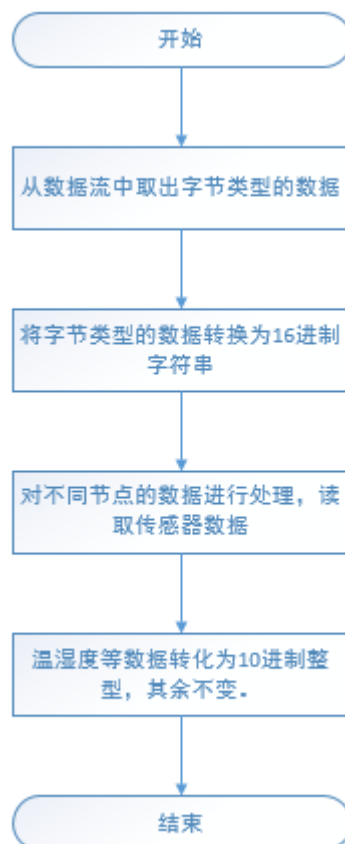 开始
从数据流中取出字节类型的数据
将字节类型的数据转换为16进制
字符串
对不同节点的数据进行处理，读
取传感器数据
温湿度等数据转化为10进制整
型，其余不变.
结束